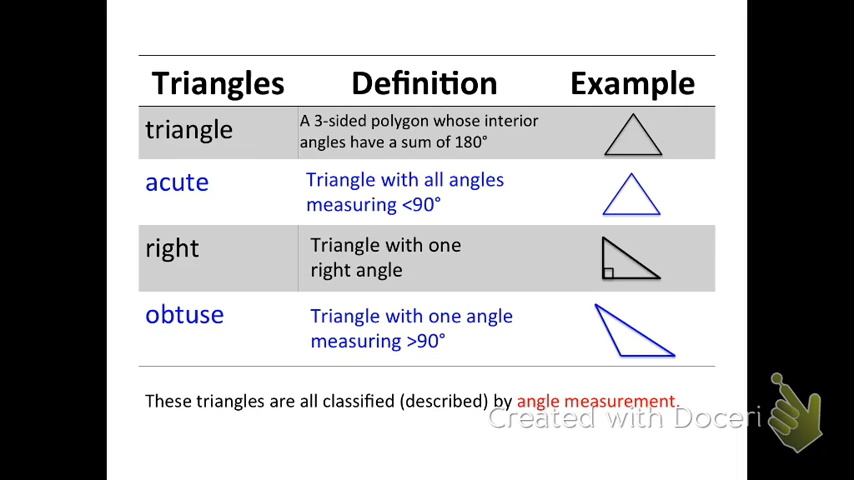 Triangles Definition Example
triangle
A 3-sided polygon whose interior
angles have a sum of 180°
acute
Triangle with all angles
measuring <90°
right
Triangle with one
right angle
obtuse
Triangle with one angle
measuring >90°
These triangles are all classified (described) by angle measurement.
Created with Doceri